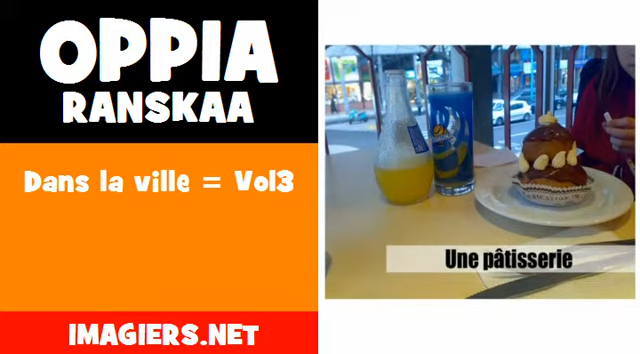 OPPIA
RANSKAA
Dans la ville = Vol3
IMAGIERS.NET
Une pâtisserie